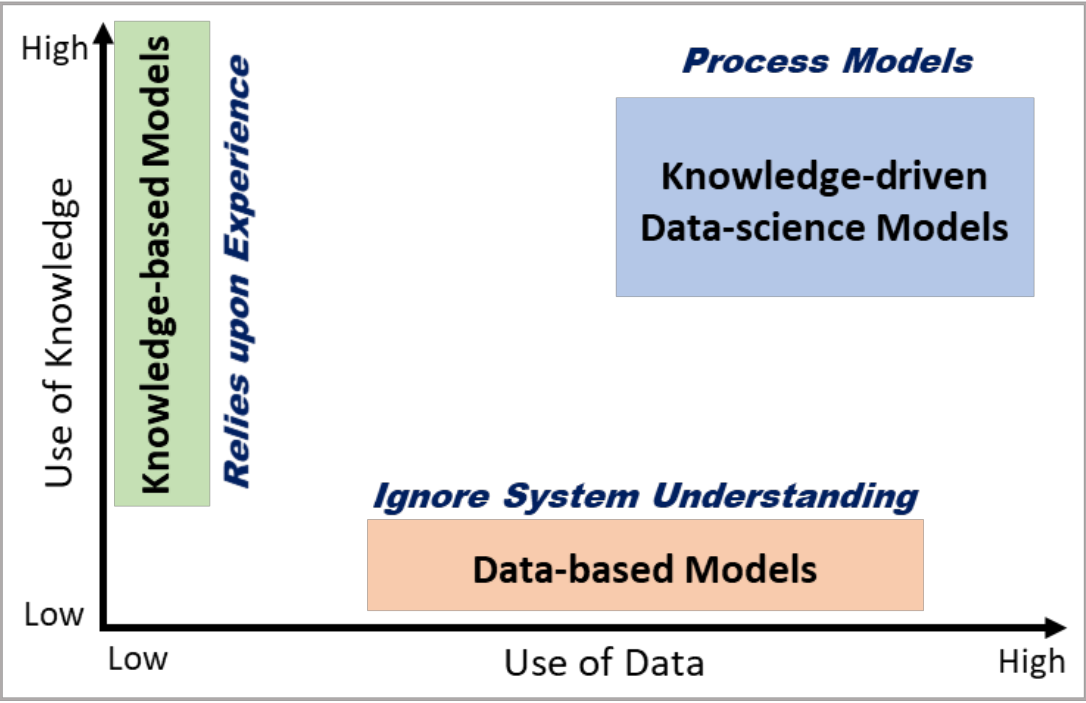 High
Use of Knowledge
Low
Knowledge-based Models
Relies upon Experience
Process Models
Knowledge-driven
Data-science Models
Ignore System Understanding
Data-based Models
Low
Use of Data
High